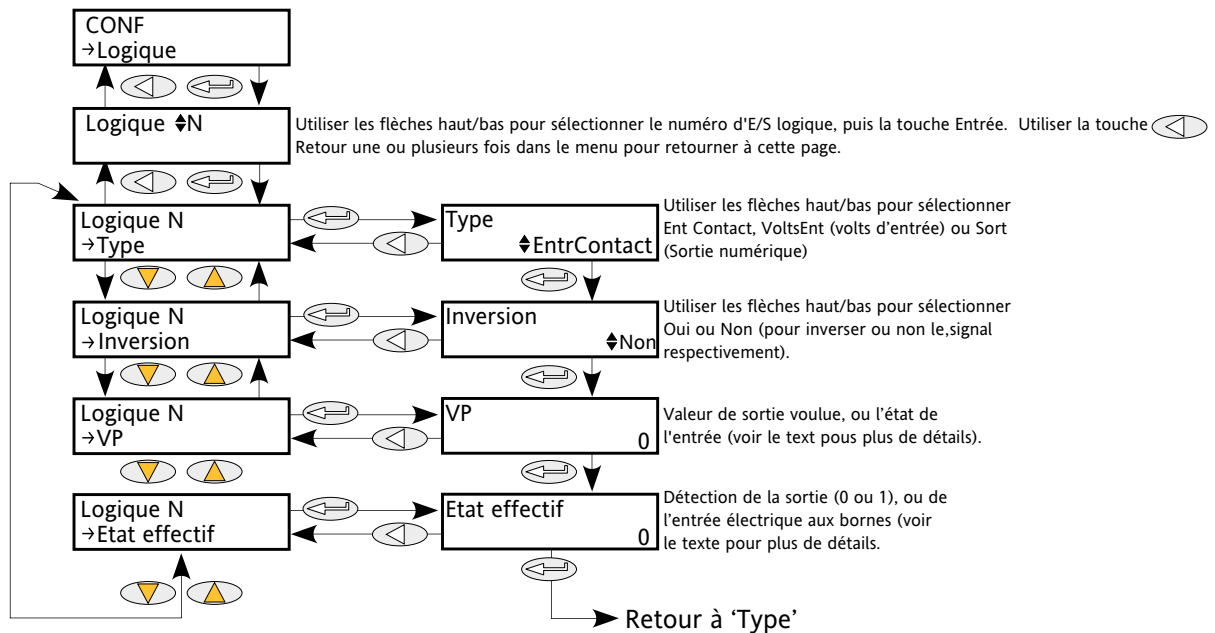 CONF
→Logique
Logique ♦N
Utiliser les flèches haut/bas pour sélectionner le numéro d'E/S logique, puis la touche Entrée. Utiliser la touche
Retour une ou plusieurs fois dans le menu pour retourner à cette page.
Logique N
→Type
Type
♦EntrContact
Utiliser les flèches haut/bas pour sélectionner
Ent Contact, VoltsEnt (volts d'entrée) ou Sort
(Sortie numérique)
Logique N
→Inversion
Inversion
♦Non
Utiliser les flèches haut/bas pour sélectionner
Oui ou Non (pour inverser ou non le,signal
respectivement).
Logique N
→VP
VP
0
Valeur de sortie voulue, ou l'état de
l'entrée (voir le text pous plus de détails).
Logique N
→Etat effectif
Etat effectif
0
Détection de la sortie (0 ou 1), ou de
l'entrée électrique aux bornes (voir
le texte pour plus de détails.
Retour à 'Type'